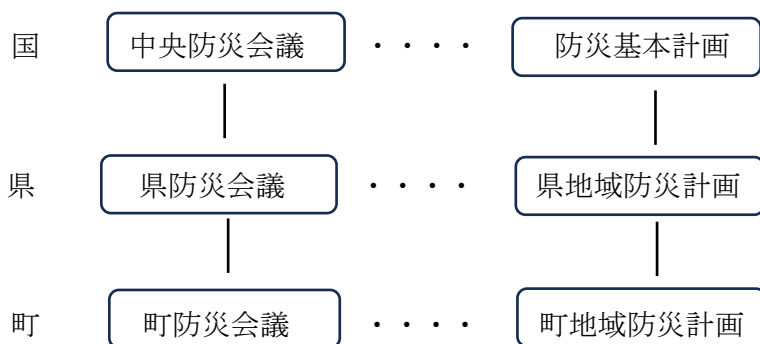 国 中央防災会議 ・・・・ 防災基本計画
県 県防災会議 ・・・・ 県地域防災計画
町 町防災会議 ・・・・ 町地域防災計画